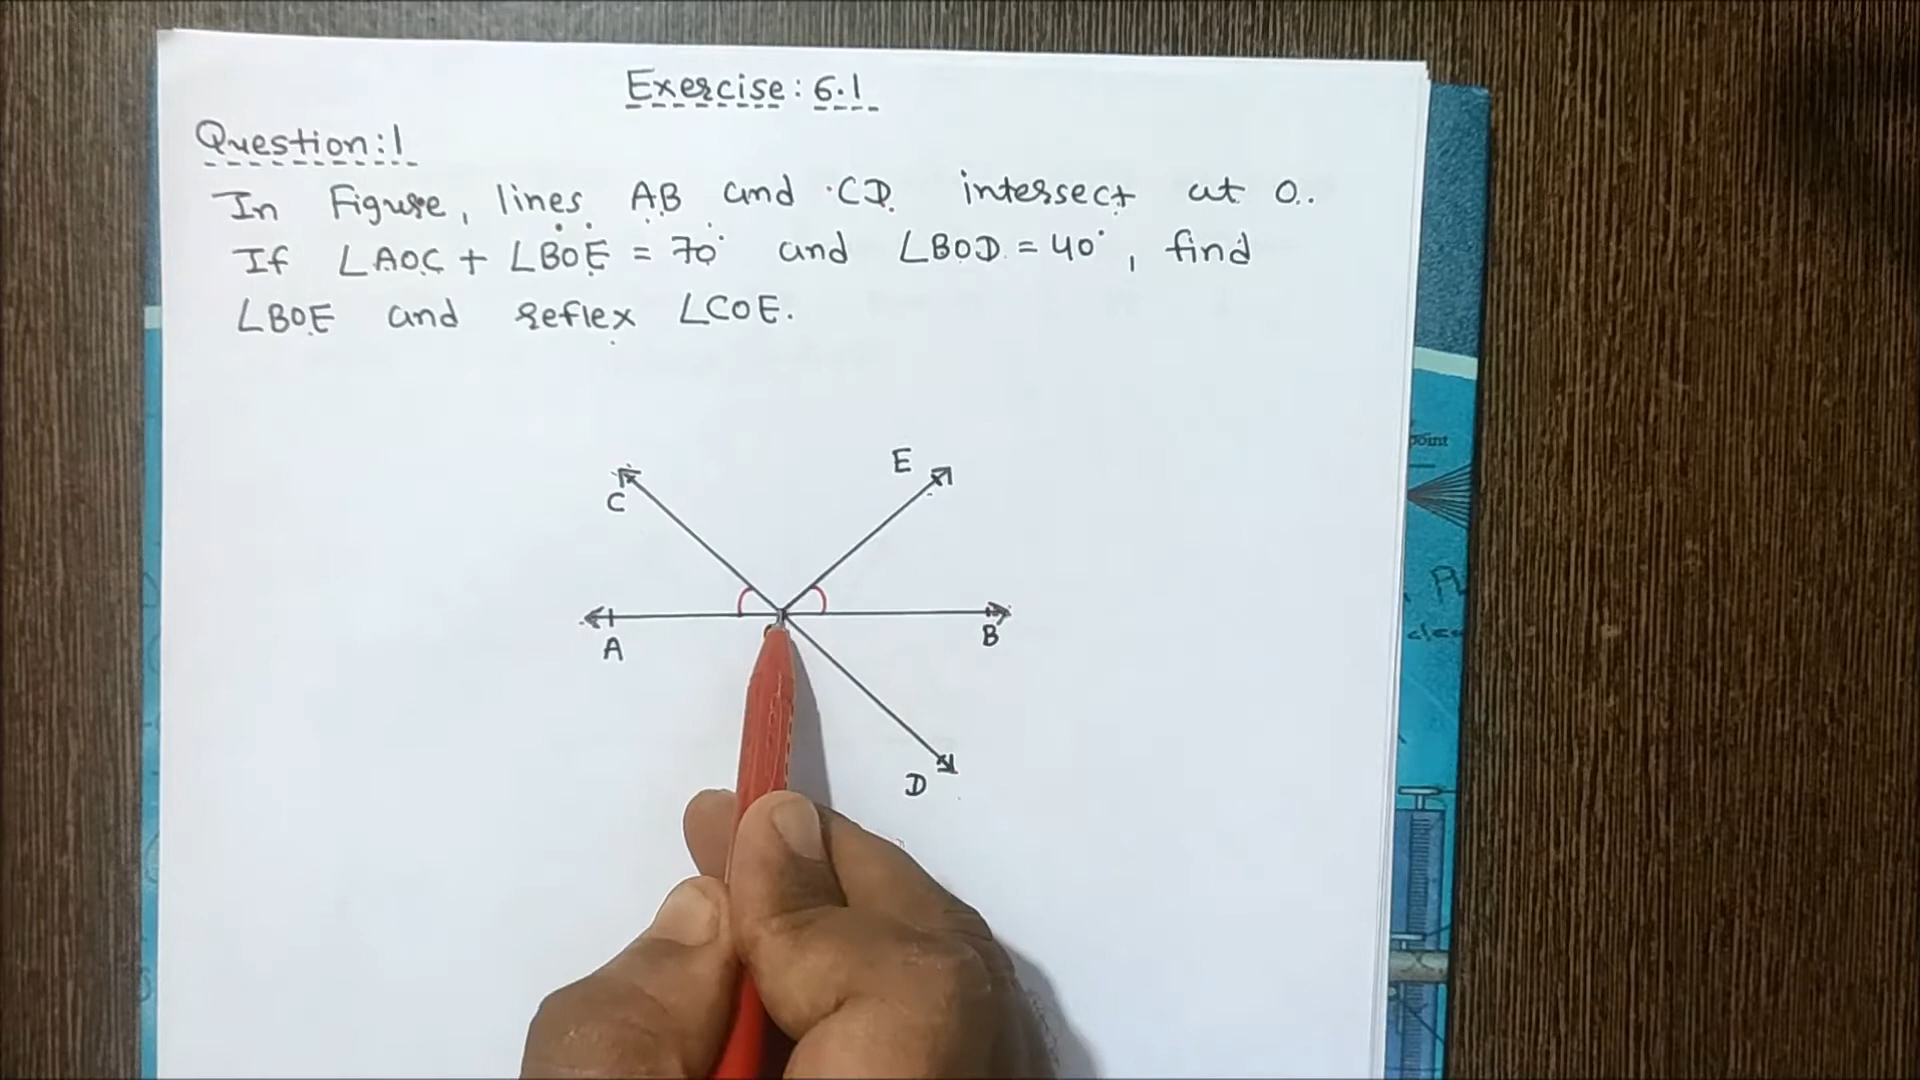 Exercise: 6.1
Question:1
In Figure, lines AB and CD intersect at O.
If ∠AOC + ∠BOE = 70° and ∠BOD = 40°, find
∠BOE and reflex ∠COE.
E
C
A
B
D
point